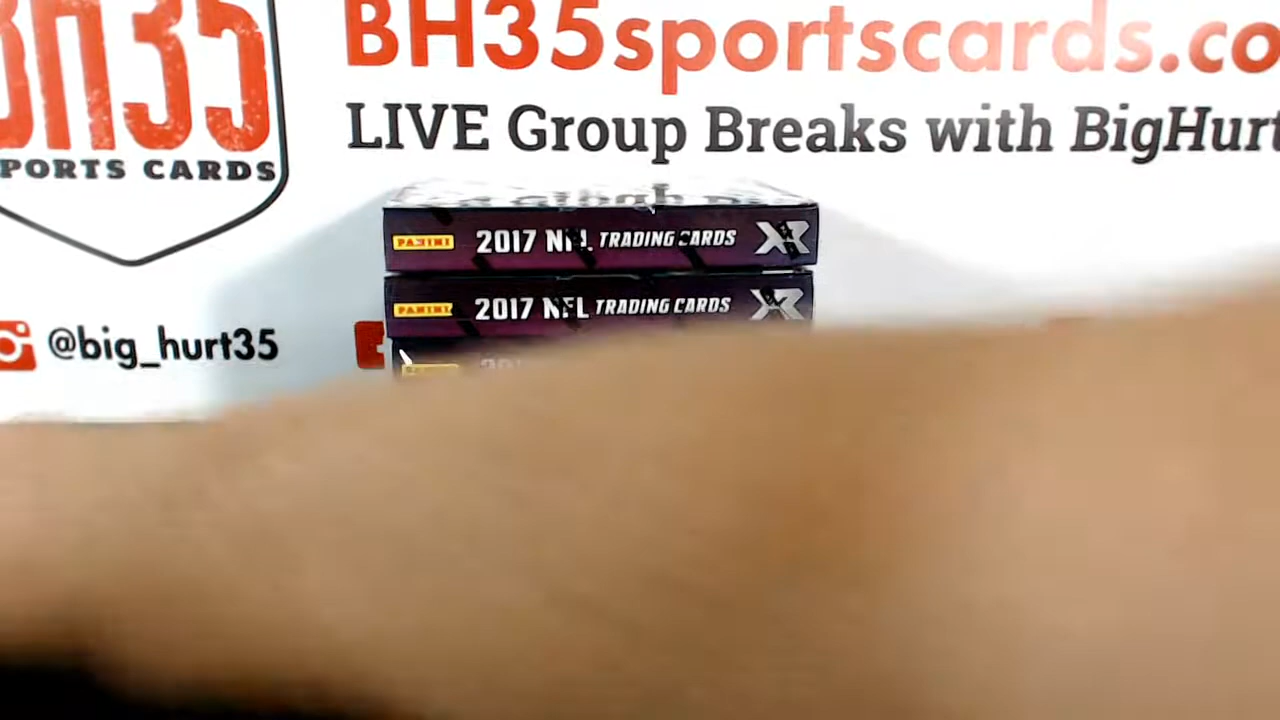 BH35
SPORTS CARDS
BH35sportscards.co
LIVE Group Breaks with BigHurt
@big_hurt35
PANINI 2017 NFL TRADING CARDS XR
PANINI 2017 NFL TRADING CARDS XR